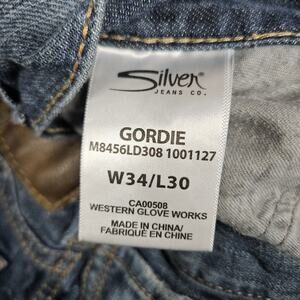 Silver
JEANS CO.
GORDIE
M8456LD308 1001127
W34/L30
CA00508
WESTERN GLOVE WORKS
MADE IN CHINA/
FABRIQUÉ EN CHINE